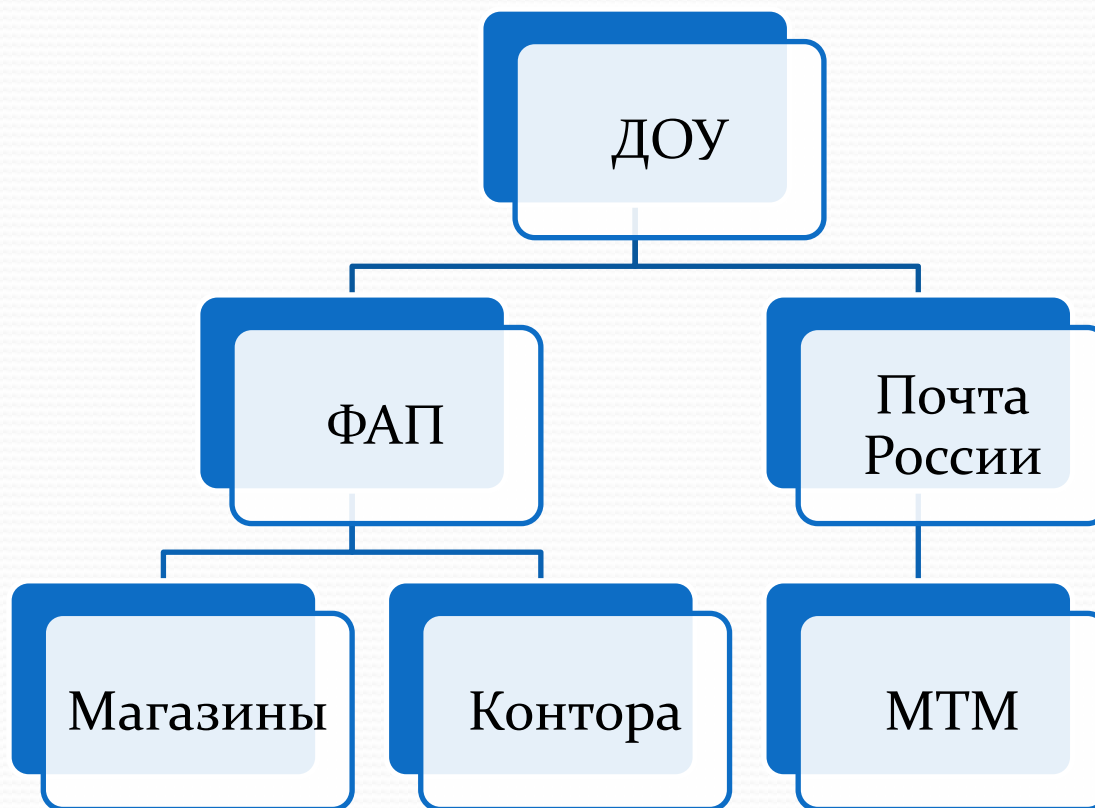 ДОУ
ФАП
Почта
России
Магазины
Контора
МТМ